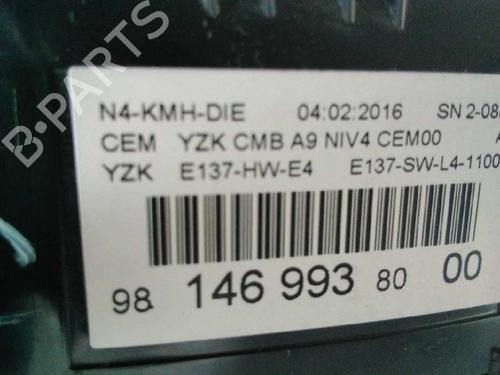 N4-KMH-DIE 04:02:2016 SN 2-08
CEM YZK CMB A9 NIV4 CEM00 A
YZK E137-HW-E4 E137-SW-L4-1100
98 146 993 80 00
B-PARTS